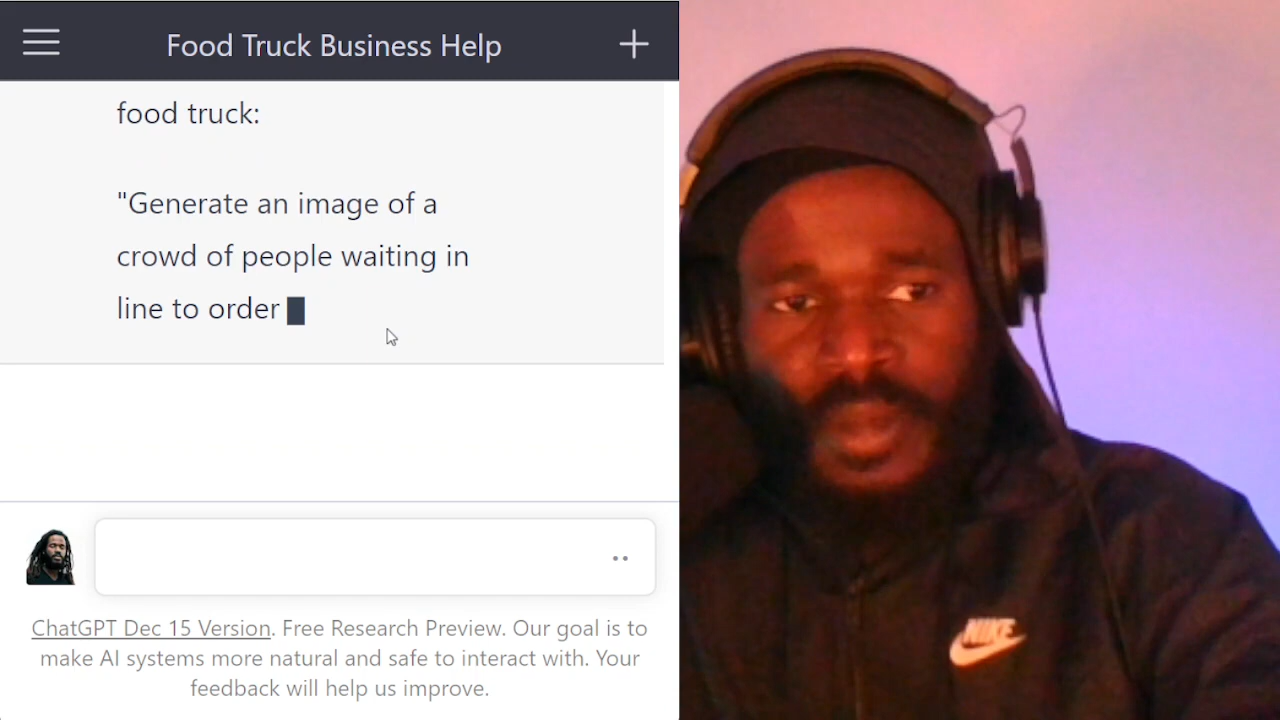 Food Truck Business Help
food truck:
"Generate an image of a
crowd of people waiting in
line to order
ChatGPT Dec 15 Version. Free Research Preview. Our goal is to
make AI systems more natural and safe to interact with. Your
feedback will help us improve.
NIKE